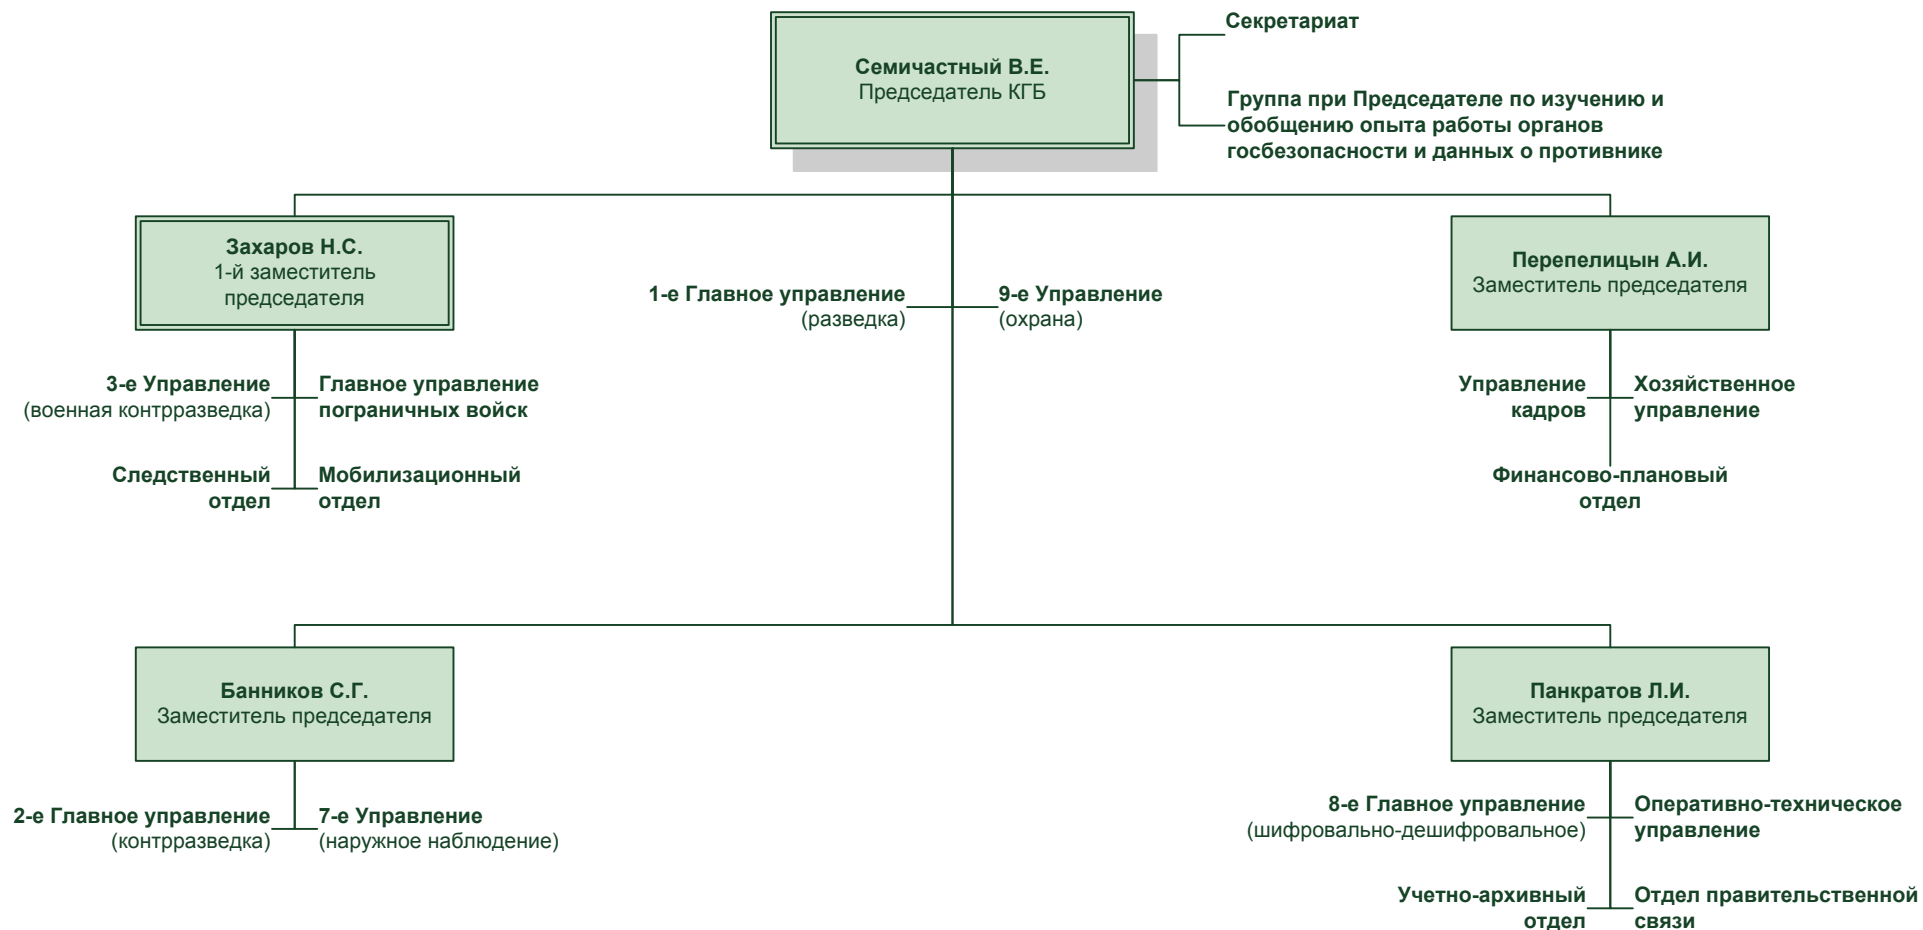 Секретариат
Семичастный В.Е.
Председатель КГБ
Группа при Председателе по изучению и
обобщению опыта работы органов
госбезопасности и данных о противнике
Захаров Н.С.
1-й заместитель
председателя
Перепелицын А.И.
Заместитель председателя
1-е Главное управление
(разведка)
9-е Управление
(охрана)
3-е Управление
(военная контрразведка)
Главное управление
пограничных войск
Следственный
отдел
Мобилизационный
отдел
Управление
кадров
Хозяйственное
управление
Финансово-плановый
отдел
Банников С.Г.
Заместитель председателя
Панкратов Л.И.
Заместитель председателя
2-е Главное управление
(контрразведка)
7-е Управление
(наружное наблюдение)
8-е Главное управление
(шифровально-дешифровальное)
Оперативно-техническое
управление
Учетно-архивный
отдел
Отдел правительственной
связи